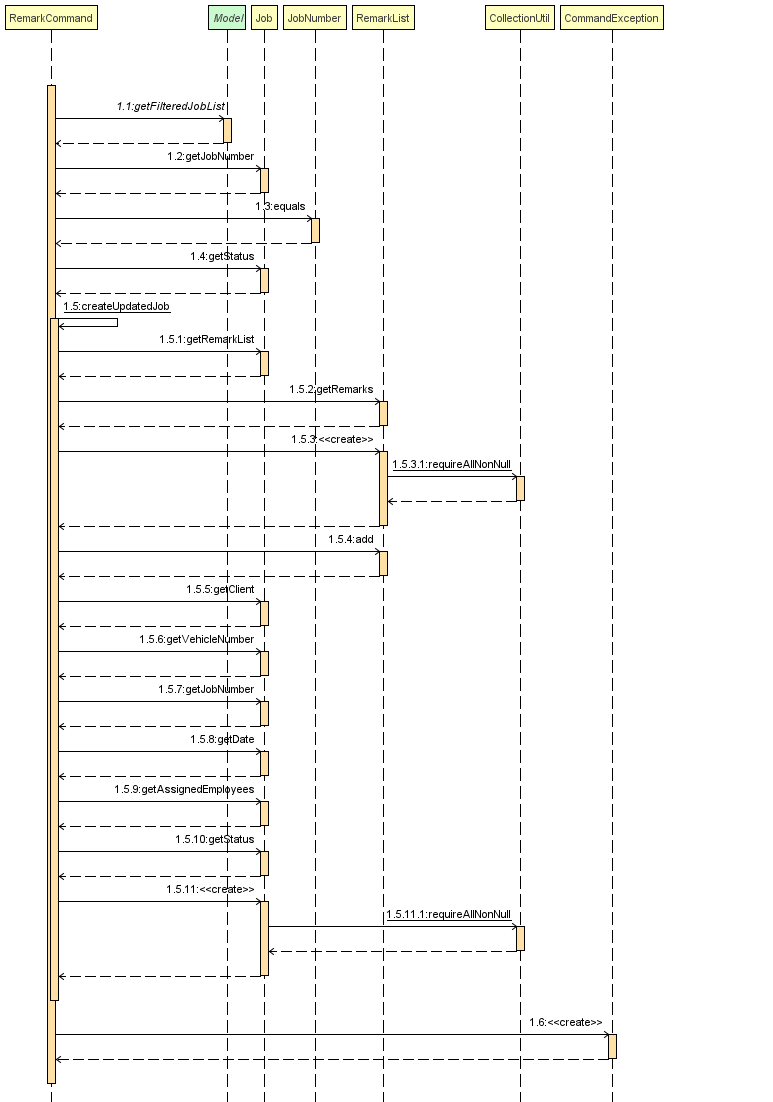 RemarkCommand
Model
Job
JobNumber
RemarkList
CollectionUtil
CommandException
1.1:getFilteredJobList
1.2:getJobNumber
1.3:equals
1.4:getStatus
1.5:createUpdatedJob
1.5.1:getRemarkList
1.5.2:getRemarks
1.5.3:<<create>>
1.5.3.1:requireAllNonNull
1.5.4:add
1.5.5:getClient
1.5.6:getVehicleNumber
1.5.7:getJobNumber
1.5.8:getDate
1.5.9:getAssignedEmployees
1.5.10:getStatus
1.5.11:<<create>>
1.5.11.1:requireAllNonNull
1.6:<<create>>